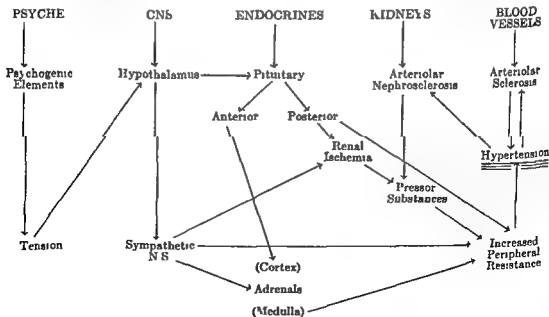 PSYCHE CNS ENDOCRINES KIDNEYS BLOOD
VESSELS
Psychogenic
Elements
Hypothalamus
Pituitary
Arteriolar
Nephrosclerosis
Arteriolar
Sclerosis
Anterior
Posterior
Renal
Ischemia
Hypertension
Pressor
Substances
Tension
Sympathetic
N S
(Cortex)
Adrenals
(Medulla)
Increased
Peripheral
Resistance